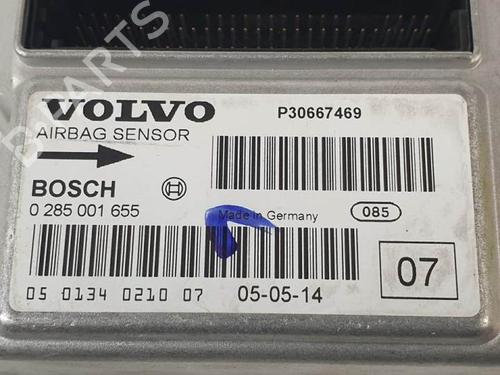 VOLVO P30667469
AIRBAG SENSOR
BOSCH
0 285 001 655 Made in Germany 085
07
05 0134 0210 07 05-05-14